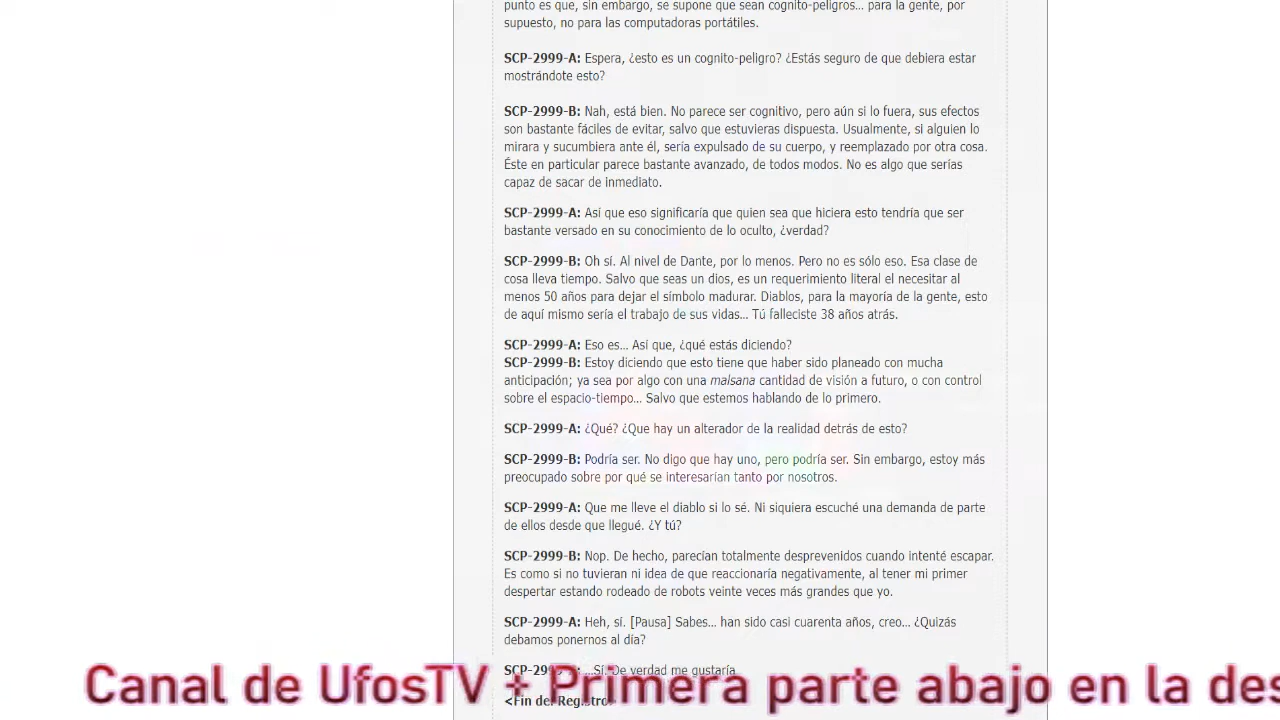 punto es que, sin embargo, se supone que sean cognito-peligros... para la gente, por
supuesto, no para las computadoras portátiles.
SCP-2999-A: Espera, ¿esto es un cognito-peligro? ¿Estás seguro de que debiera estar
mostrándote esto?
SCP-2999-B: Nah, está bien. No parece ser cognitivo, pero aún si lo fuera, sus efectos
son bastante fáciles de evitar, salvo que estuvieras dispuesta. Usualmente, si alguien lo
mirara y sucumbiera ante él, sería expulsado de su cuerpo, y reemplazado por otra cosa.
Éste en particular parece bastante avanzado, de todos modos. No es algo que serías
capaz de sacar de inmediato.
SCP-2999-A: Así que eso significaría que quien sea que hiciera esto tendría que ser
bastante versado en su conocimiento de lo oculto, ¿verdad?
SCP-2999-B: Oh sí. Al nivel de Dante, por lo menos. Pero no es sólo eso. Esa clase de
cosa lleva tiempo. Salvo que seas un dios, es un requerimiento literal el necesitar al
menos 50 años para dejar el símbolo madurar. Diablos, para la mayoría de la gente, esto
de aquí mismo sería el trabajo de sus vidas... Tú falleciste 38 años atrás.
SCP-2999-A: Eso es... Así que, ¿qué estás diciendo?
SCP-2999-B: Estoy diciendo que esto tiene que haber sido planeado con mucha
anticipación; ya sea por algo con una malsana cantidad de visión a futuro, o con control
sobre el espacio-tiempo... Salvo que estemos hablando de lo primero.
SCP-2999-A: ¿Qué? ¿Que hay un alterador de la realidad detrás de esto?
SCP-2999-B: Podría ser. No digo que hay uno, pero podría ser. Sin embargo, estoy más
preocupado sobre por qué se interesarían tanto por nosotros.
SCP-2999-A: Que me lleve el diablo si lo sé. Ni siquiera escuché una demanda de parte
de ellos desde que llegué. ¿Y tú?
SCP-2999-B: Nop. De hecho, parecían totalmente desprevenidos cuando intenté escapar.
Es como si no tuvieran ni idea de que reaccionaría negativamente, al tener mi primer
despertar estando rodeado de robots veinte veces más grandes que yo.
SCP-2999-A: Heh, sí. [Pausa] Sabes... han sido casi cuarenta años, creo... ¿Quizás
debamos ponernos al día?
SCP-2999-A: ...Sí. De verdad me gustaría
Canal de UfosTV + Primera parte abajo en la des
<Fin del Registro>